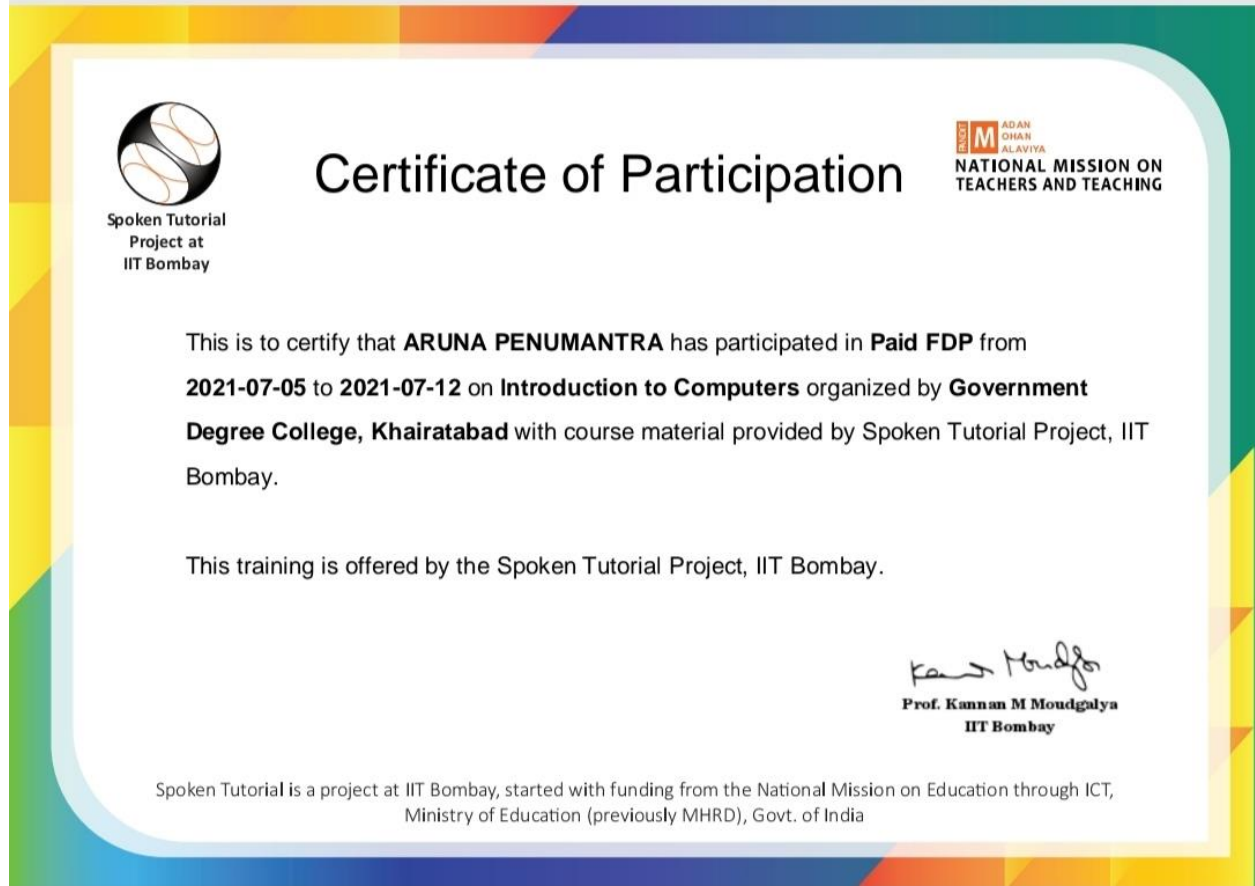 Spoken Tutorial
Project at
IIT Bombay
Certificate of Participation
PANDIT
MADAN
MOHAN
MALAVIYA
NATIONAL MISSION ON
TEACHERS AND TEACHING
This is to certify that ARUNA PENUMANTRA has participated in Paid FDP from
2021-07-05 to 2021-07-12 on Introduction to Computers organized by Government
Degree College, Khairatabad with course material provided by Spoken Tutorial Project, IIT
Bombay.
This training is offered by the Spoken Tutorial Project, IIT Bombay.
Prof. Kannan M Moudgalya
IIT Bombay
Spoken Tutorial is a project at IIT Bombay, started with funding from the National Mission on Education through ICT,
Ministry of Education (previously MHRD), Govt. of India